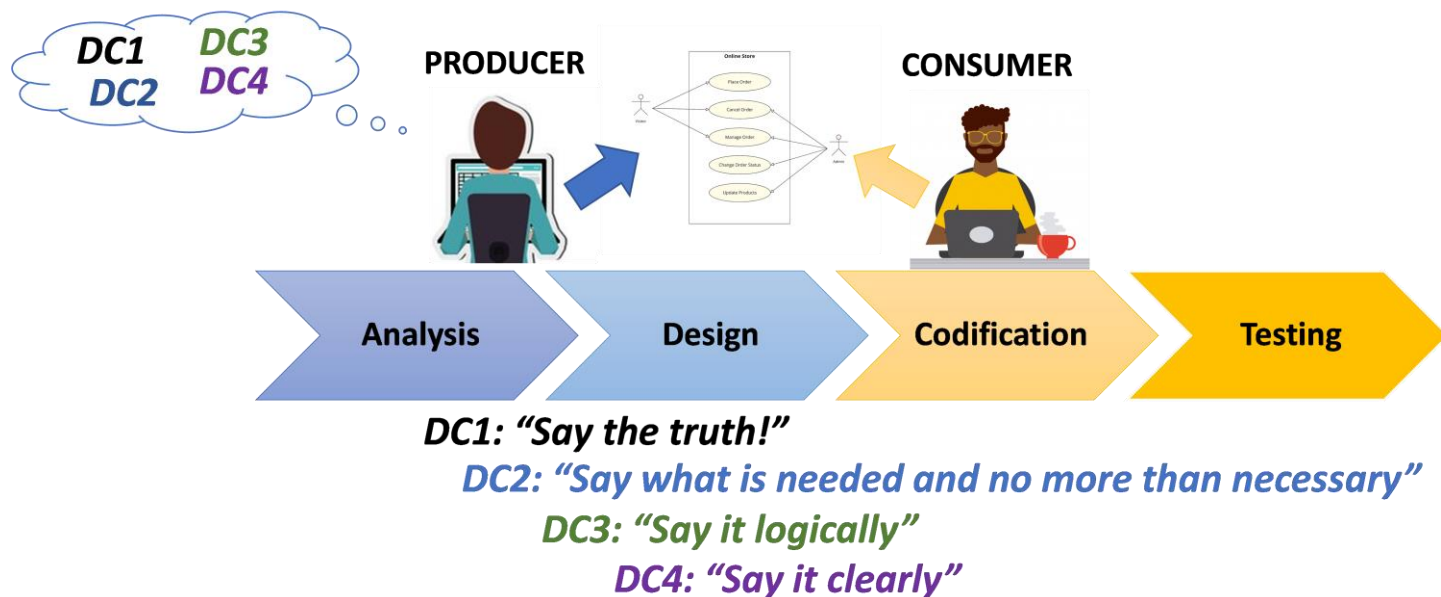 DC1
DC3
DC2
DC4
PRODUCER
CONSUMER
Online Store
Place Order
Cancel Order
Manage Order
Change Order Status
Update Products
Admin
Analysis
Design
Codification
Testing
DC1: “Say the truth!”
DC2: “Say what is needed and no more than necessary”
DC3: “Say it logically”
DC4: “Say it clearly”